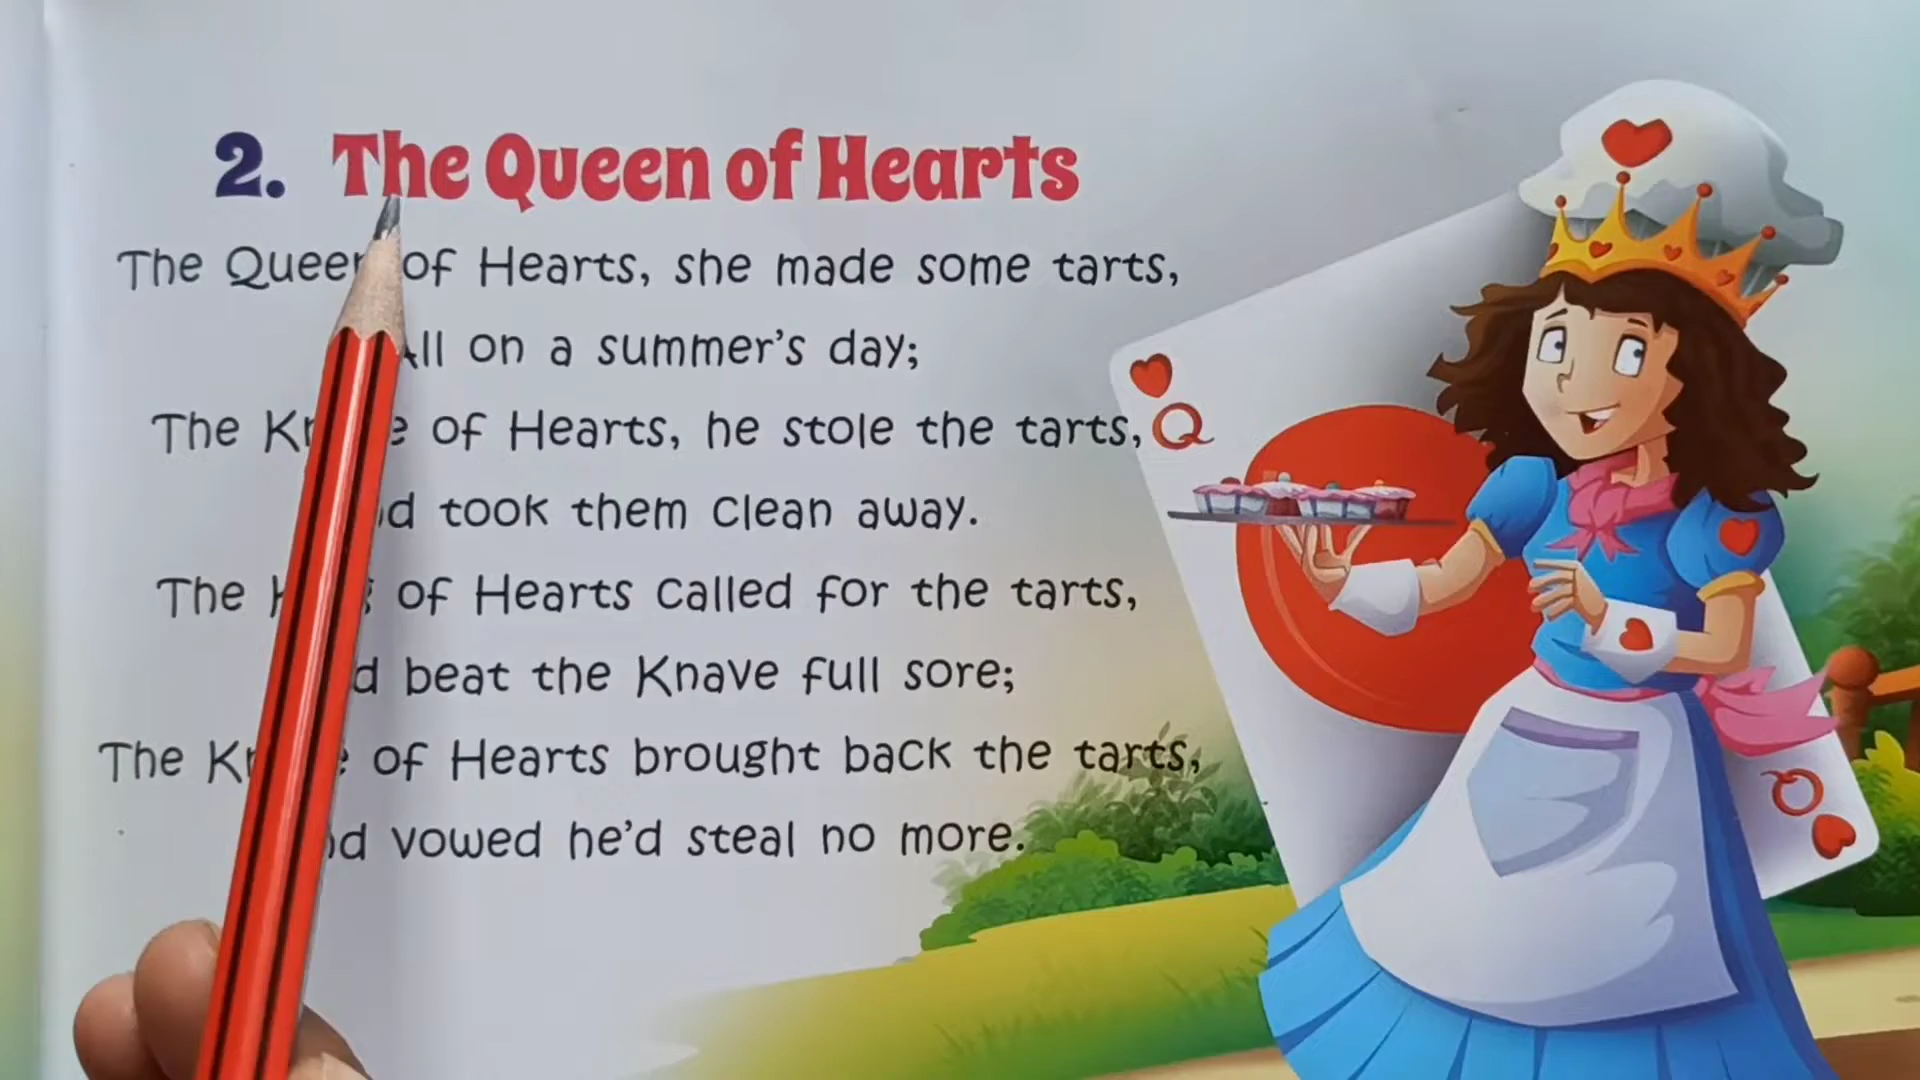 2. The Queen of Hearts
The Queen of Hearts, she made some tarts,
All on a summer's day;
The of Hearts, he stole the tarts,
took them clean away.
The of Hearts called for the tarts,
beat the Knave full sore;
The of Hearts brought back the tarts,
vowed he'd steal no more.
Q
Q